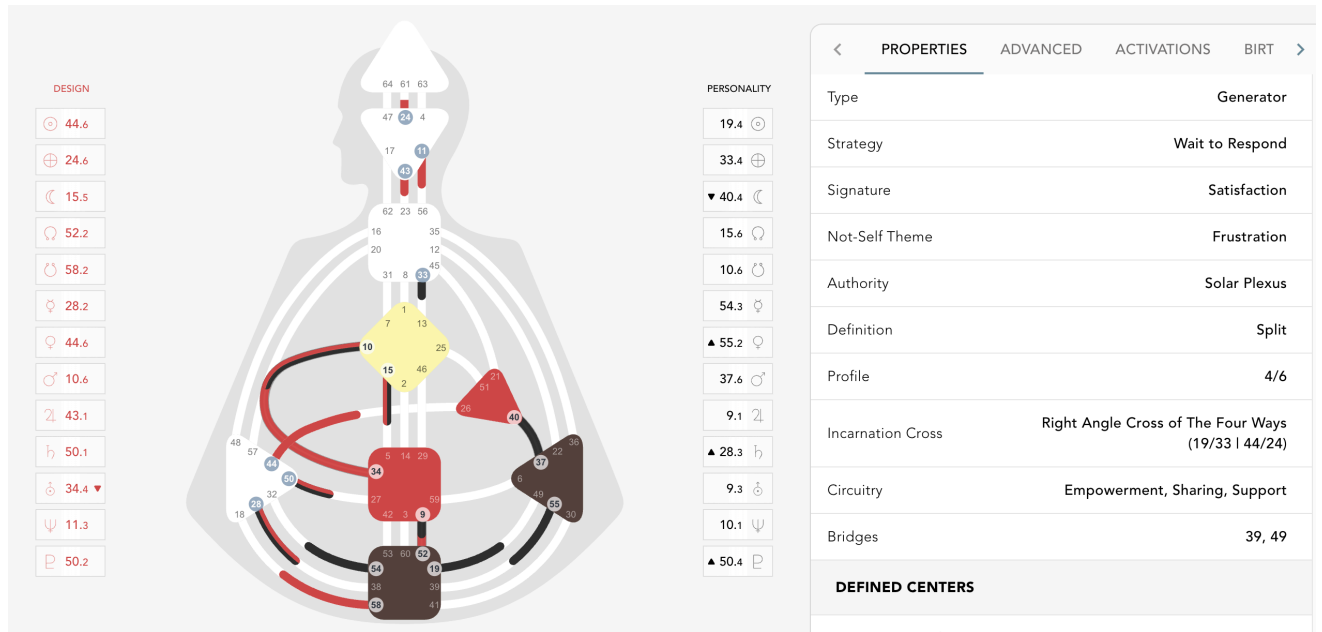 PROPERTIES ADVANCED ACTIVATIONS BIRT
DESIGN
44.6
24.6
15.5
52.2
58.2
28.2
44.6
10.6
43.1
50.1
34.4
11.3
50.2
64 61 63
47 24 4
17 11
43
62 23 56
16 35
20 12
45
31 8 33
1
7 13
10 25
15 46
2
21
51
26
40
48
57
44
50
32
28
18
36
22
37
6
49
55
30
5 14 29
34
27 59
42 3 9
53 60 52
54 19
38 39
58 41
PERSONALITY
19.4
33.4
40.4
15.6
10.6
54.3
55.2
37.6
9.1
28.3
9.3
10.1
50.4
Type Generator
Strategy Wait to Respond
Signature Satisfaction
Not-Self Theme Frustration
Authority Solar Plexus
Definition Split
Profile 4/6
Incarnation Cross Right Angle Cross of The Four Ways
(19/33 | 44/24)
Circuitry Empowerment, Sharing, Support
Bridges 39, 49
DEFINED CENTERS